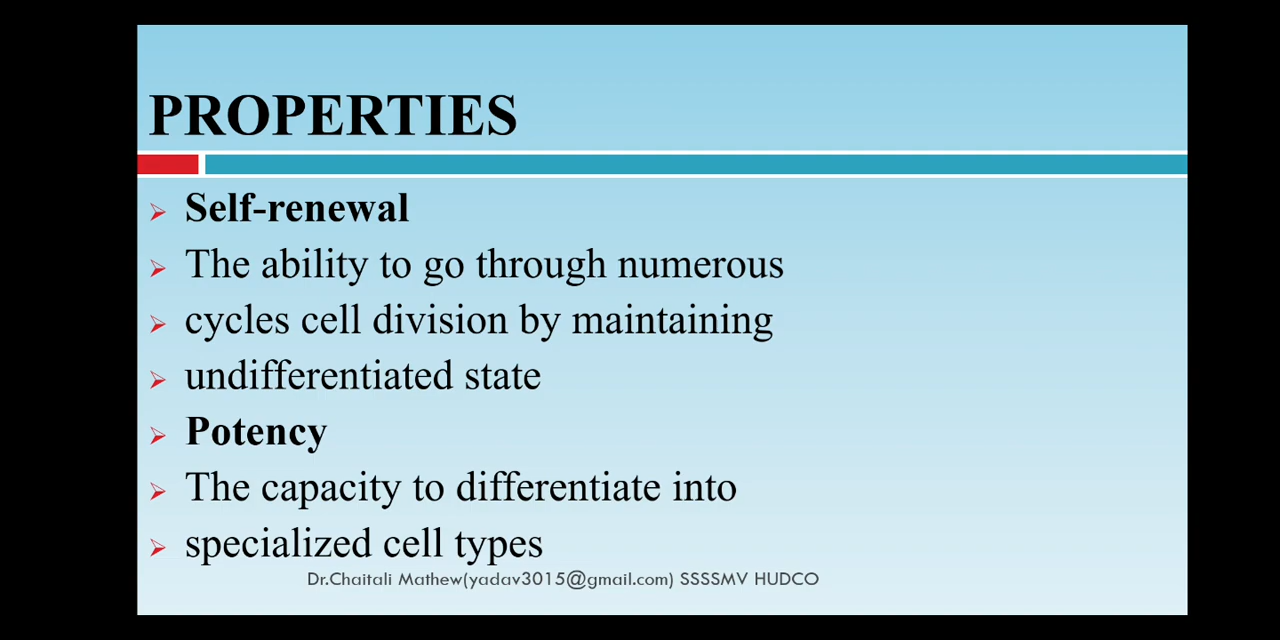 PROPERTIES
Self-renewal
The ability to go through numerous
cycles cell division by maintaining
undifferentiated state
Potency
The capacity to differentiate into
specialized cell types
Dr.Chaitali Mathew(yadav3015@gmail.com) SSSSMV HUDCO